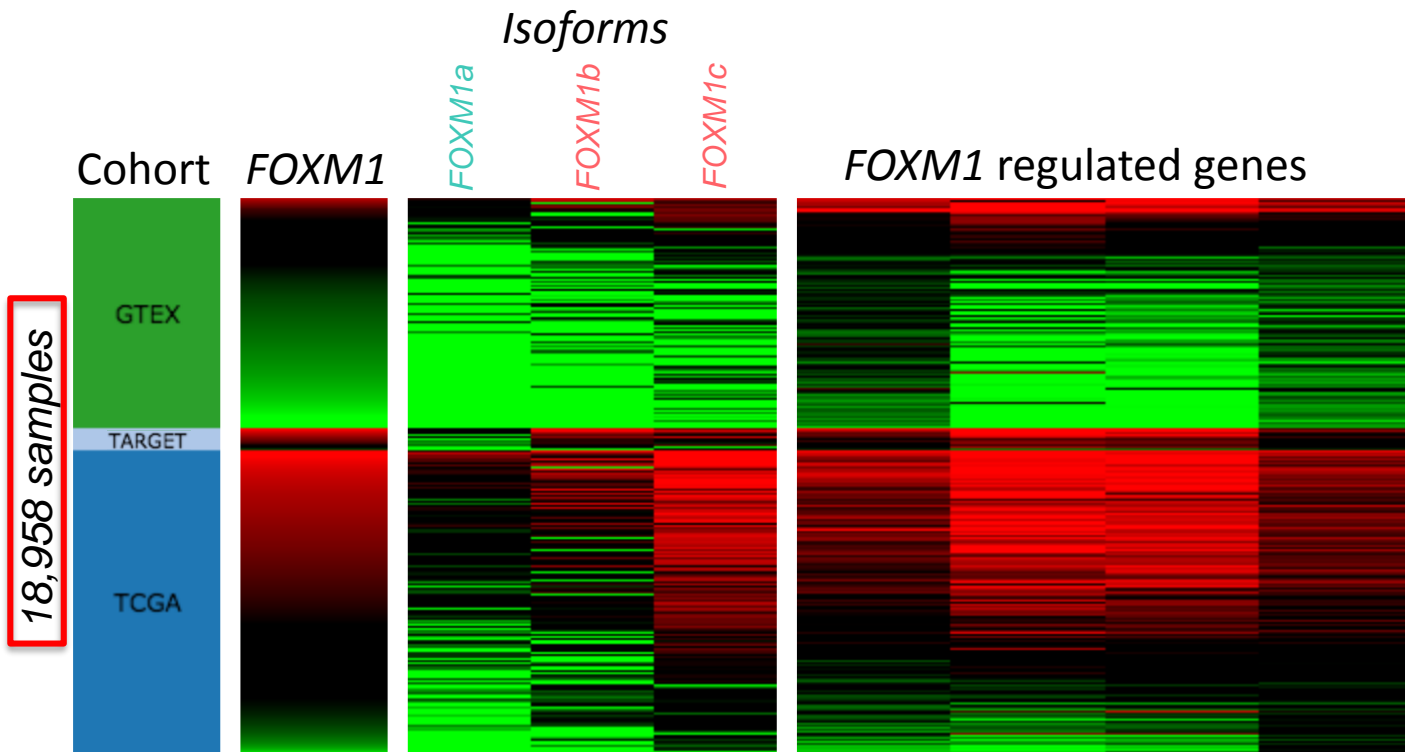 Isoforms
FOXM1a
FOXM1b
FOXM1c
Cohort
FOXM1
FOXM1 regulated genes
GTEX
TARGET
TCGA
18,958 samples